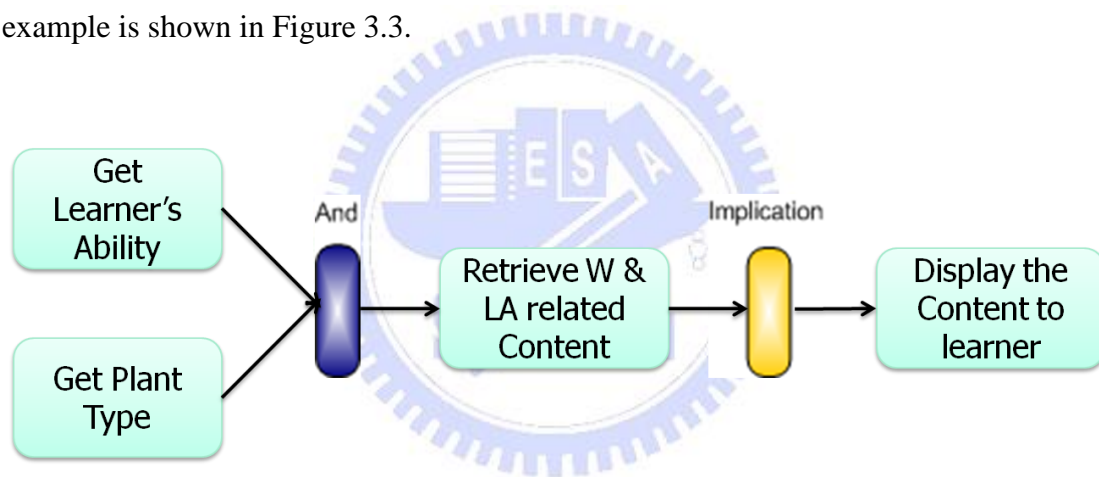 example is shown in Figure 3.3.
Get
Learner's
Ability
And
Implication
E S A
Retrieve W &
LA related
Content
Display the
Content to
learner
Get Plant
Type